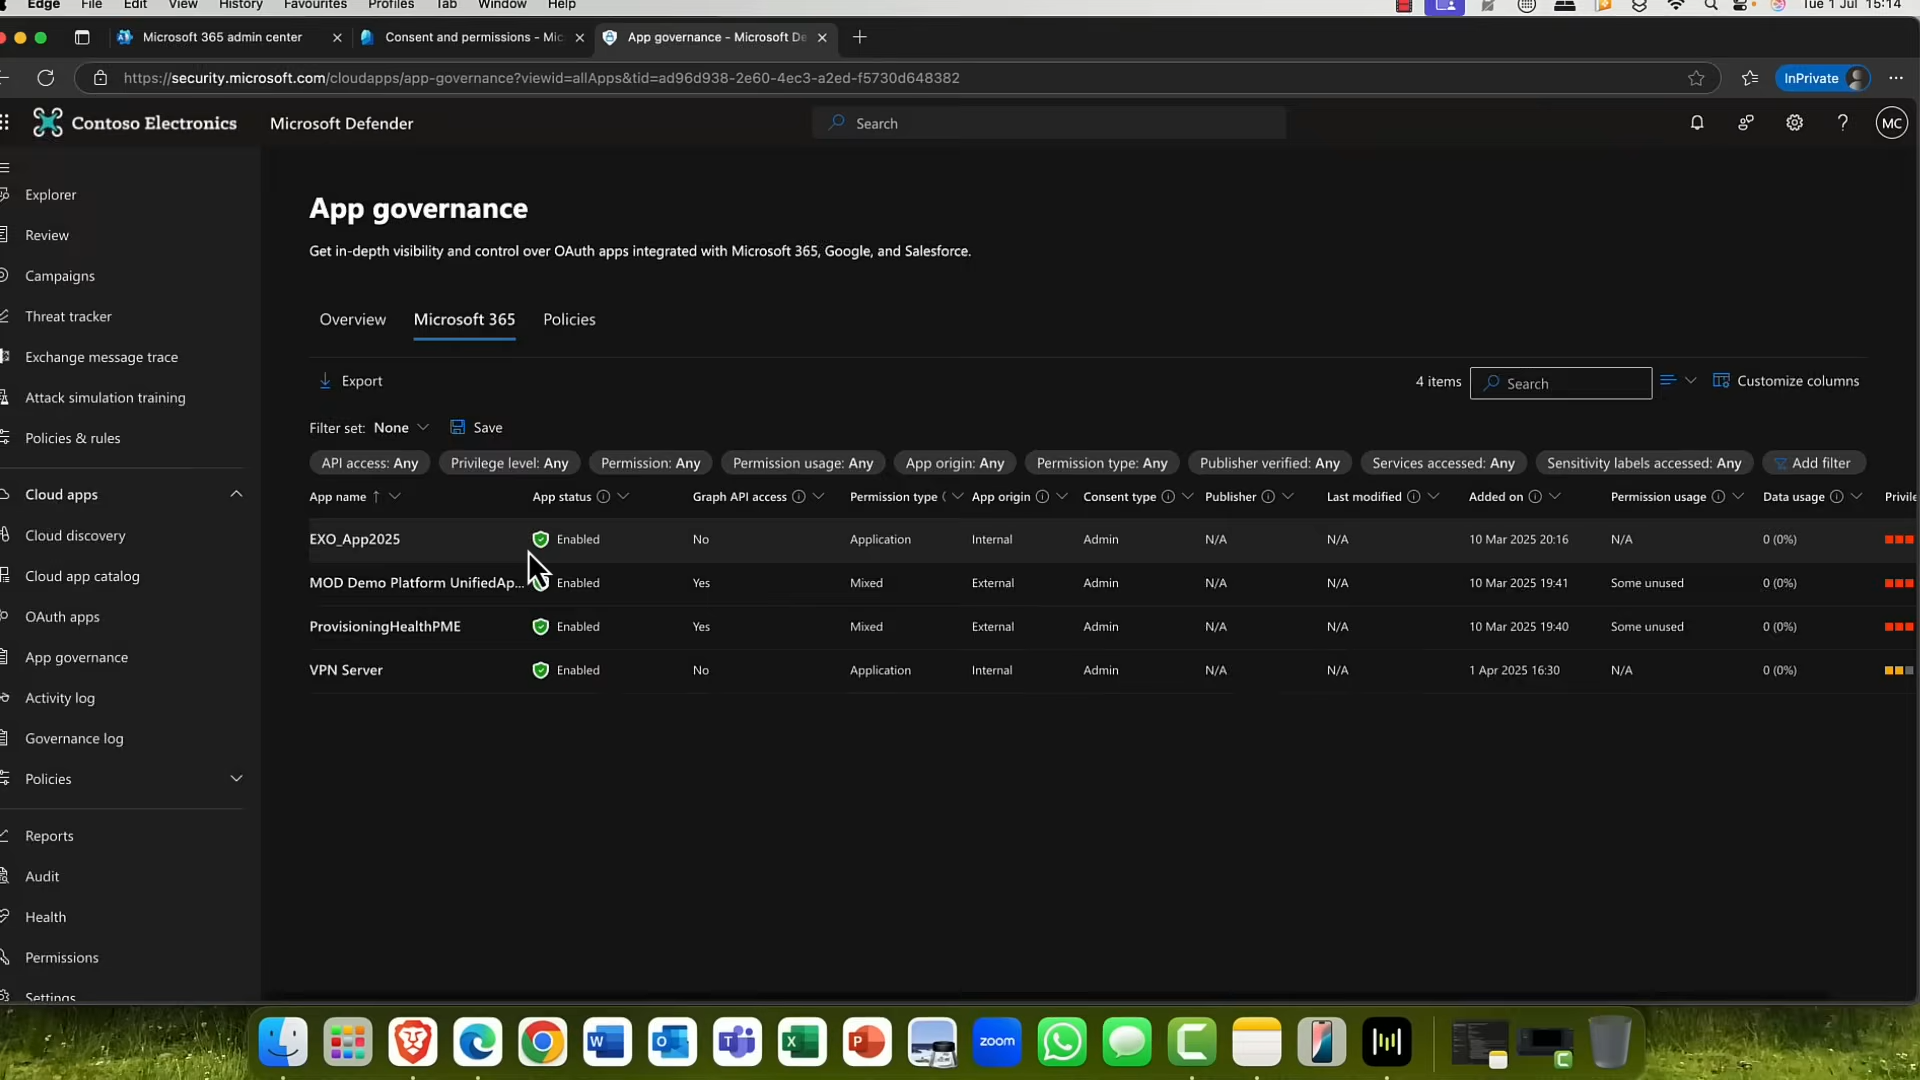 Edge File Edit View History Favourites Profiles Tab Window Help Tue 1 Jul 15:14
Microsoft 365 admin center Consent and permissions - Mic App governance - Microsoft De
https://security.microsoft.com/cloudapps/app-governance?viewid=allApps&tid=ad96d938-2e60-4ec3-a2ed-f5730d648382 InPrivate
Contoso Electronics Microsoft Defender Search MC
Explorer
Review
Campaigns
Threat tracker
Exchange message trace
Attack simulation training
Policies & rules
Cloud apps
Cloud discovery
Cloud app catalog
OAuth apps
App governance
Activity log
Governance log
Policies
Reports
Audit
Health
Permissions
Settings
App governance
Get in-depth visibility and control over OAuth apps integrated with Microsoft 365, Google, and Salesforce.
Overview Microsoft 365 Policies
Export 4 items Search Customize columns
Filter set: None Save
API access: Any Privilege level: Any Permission: Any Permission usage: Any App origin: Any Permission type: Any Publisher verified: Any Services accessed: Any Sensitivity labels accessed: Any Add filter
App name App status Graph API access Permission type App origin Consent type Publisher Last modified Added on Permission usage Data usage Privile
EXO_App2025 Enabled No Application Internal Admin N/A N/A 10 Mar 2025 20:16 N/A 0 (0%)
MOD Demo Platform UnifiedAp... Enabled Yes Mixed External Admin N/A N/A 10 Mar 2025 19:41 Some unused 0 (0%)
ProvisioningHealthPME Enabled Yes Mixed External Admin N/A N/A 10 Mar 2025 19:40 Some unused 0 (0%)
VPN Server Enabled No Application Internal Admin N/A N/A 1 Apr 2025 16:30 N/A 0 (0%)
zoom